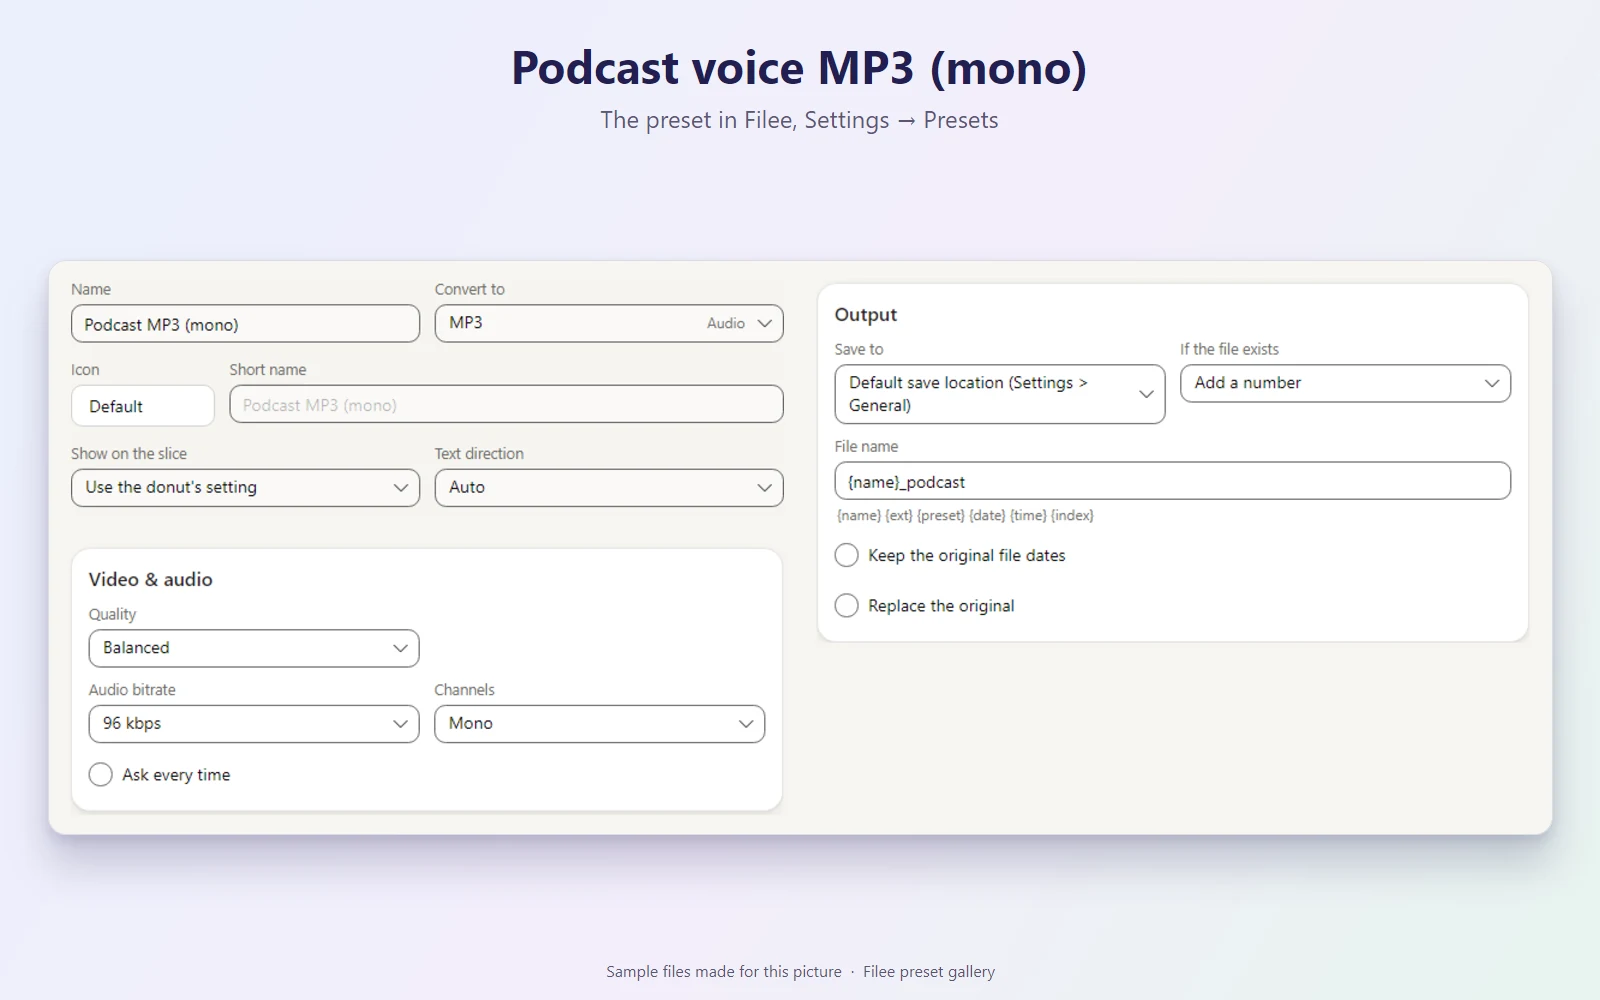 Podcast voice MP3 (mono)
The preset in Filee, Settings → Presets
Name
Podcast MP3 (mono)
Convert to
MP3 Audio
Icon
Default
Short name
Podcast MP3 (mono)
Show on the slice
Use the donut's setting
Text direction
Auto
Video & audio
Quality
Balanced
Audio bitrate
96 kbps
Channels
Mono
Ask every time
Output
Save to
Default save location (Settings >
General)
If the file exists
Add a number
File name
{name}_podcast
{name} {ext} {preset} {date} {time} {index}
Keep the original file dates
Replace the original
Sample files made for this picture · Filee preset gallery